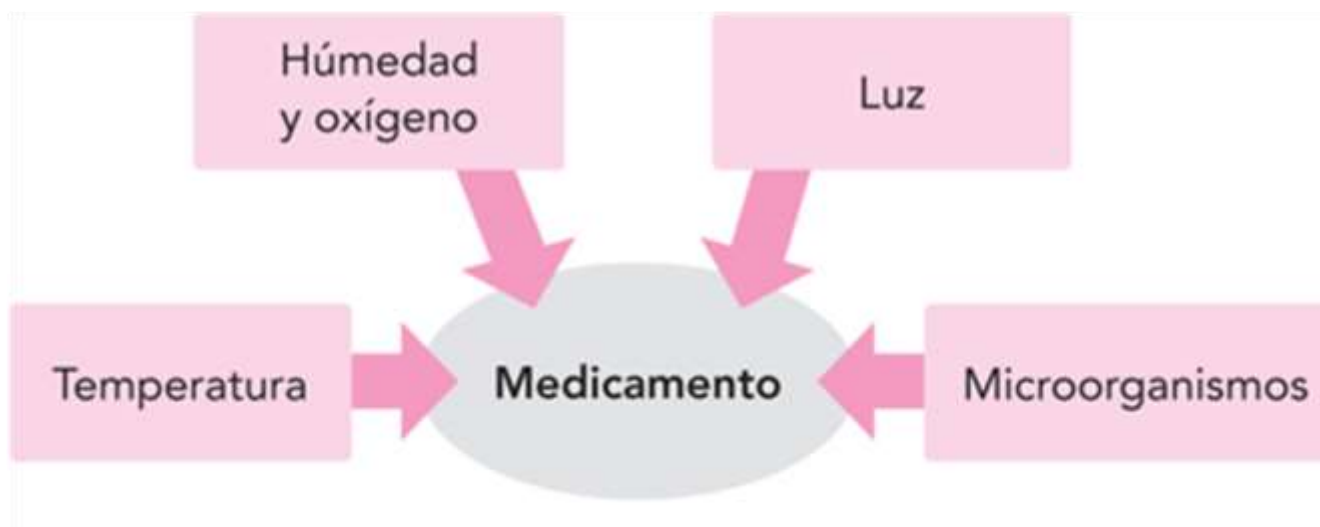 Húmedad
y oxígeno
Luz
Temperatura
Medicamento
Microorganismos